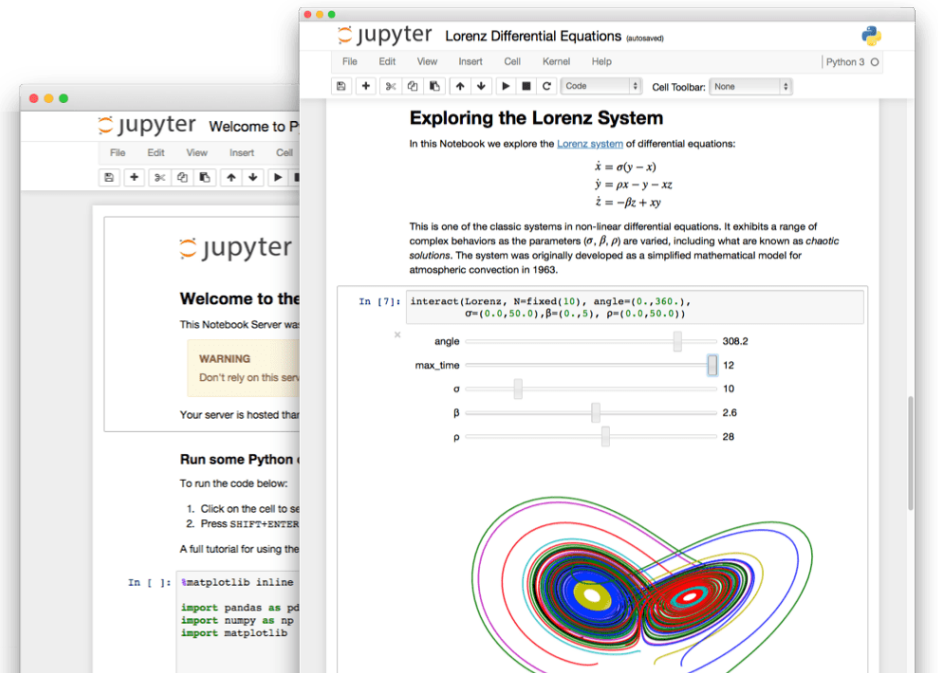 jupyter Lorenz Differential Equations (autosaved)
File Edit View Insert Cell Kernel Help Python 3
Code Cell Toolbar: None
Exploring the Lorenz System
In this Notebook we explore the Lorenz system of differential equations:
ẋ = σ(y − x)
ẏ = ρx − y − xz
ż = −βz + xy
This is one of the classic systems in non-linear differential equations. It exhibits a range of
complex behaviors as the parameters (σ, β, ρ) are varied, including what are known as chaotic
solutions. The system was originally developed as a simplified mathematical model for
atmospheric convection in 1963.
In [7]: interact(Lorenz, N=fixed(10), angle=(0.,360.),
σ=(0.0,50.0),β=(0.,5), ρ=(0.0,50.0))
angle 308.2
max_time 12
σ 10
β 2.6
ρ 28
jupyter Welcome to P
File Edit View Insert Cell
jupyter
Welcome to the
This Notebook Server was
WARNING
Don't rely on this serv
Your server is hosted than
Run some Python c
To run the code below:
1. Click on the cell to se
2. Press SHIFT+ENTER
A full tutorial for using the
In [ ]: %matplotlib inline
import pandas as pd
import numpy as np
import matplotlib